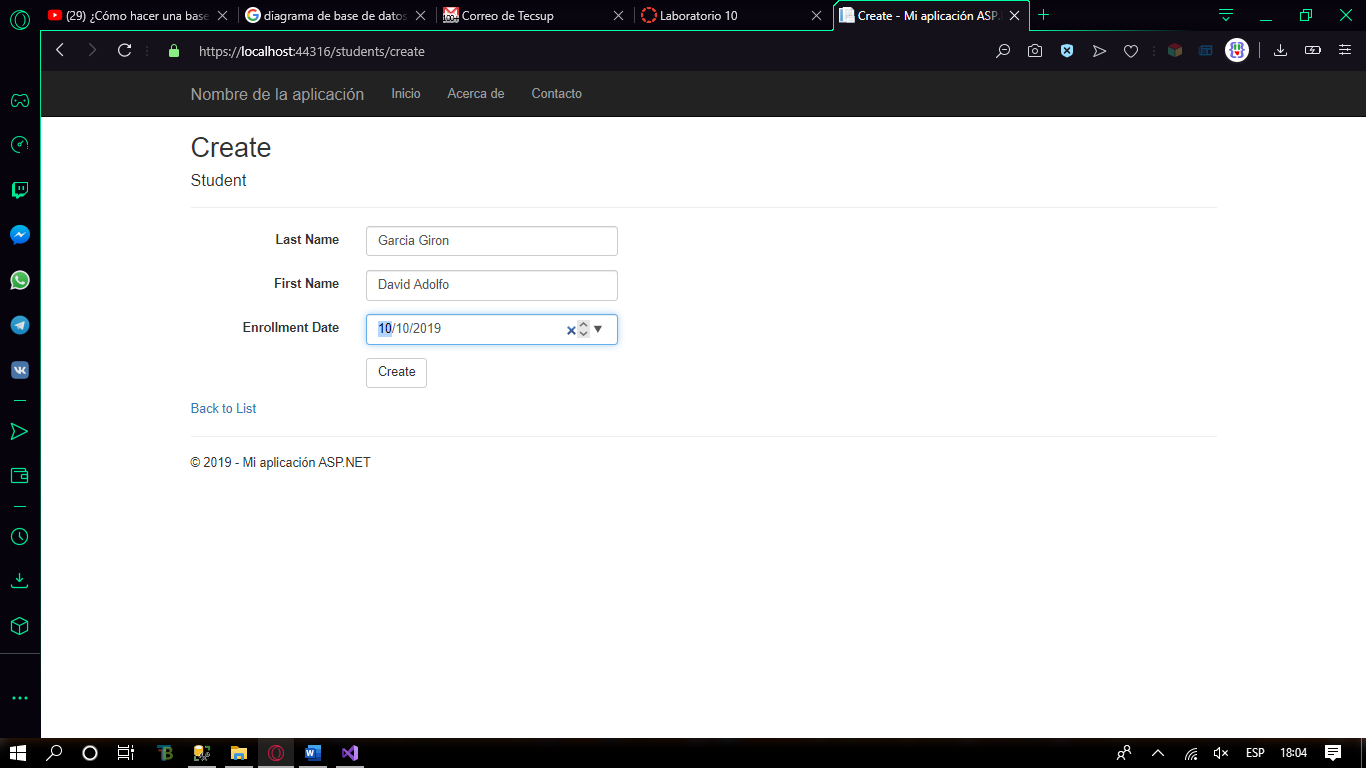 (29) ¿Cómo hacer una base
diagrama de base de datos
Correo de Tecsup
Laboratorio 10
Create - Mi aplicación ASP.
https://localhost:44316/students/create
Nombre de la aplicación Inicio Acerca de Contacto
Create
Student
Last Name Garcia Giron
First Name David Adolfo
Enrollment Date 10/10/2019
Create
Back to List
© 2019 - Mi aplicación ASP.NET
ESP 18:04